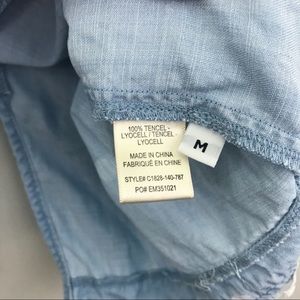 100% TENCEL -
LYOCELL / TENCEL -
LYOCELL
MADE IN CHINA
FABRIQUÉ EN CHINE
STYLE# C1828-140-787
PO# EM351021
M